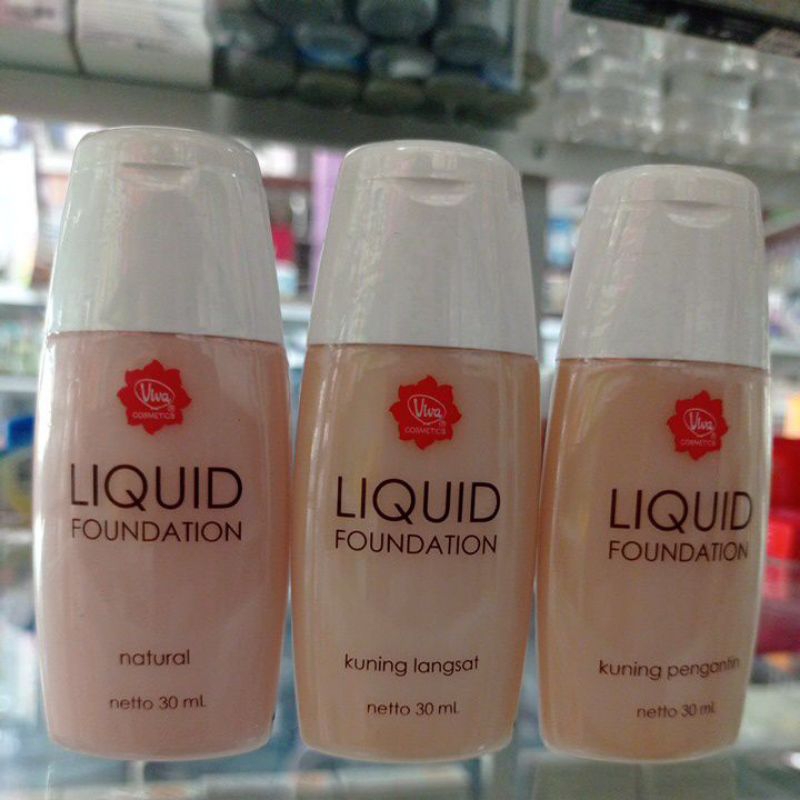 Viva
COSMETICS
LIQUID
FOUNDATION
natural
netto 30 ml.
Viva
COSMETICS
LIQUID
FOUNDATION
kuning langsat
netto 30 ml.
Viva
COSMETICS
LIQUID
FOUNDATION
kuning pengantin
netto 30 ml.